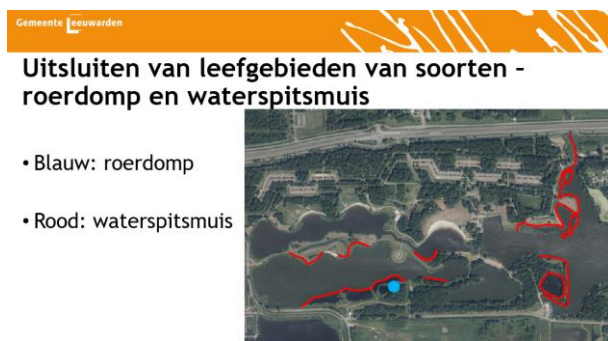 Gemeente Leeuwarden
Uitsluiten van leefgebieden van soorten –
roerdomp en waterspitsmuis
• Blauw: roerdomp
• Rood: waterspitsmuis